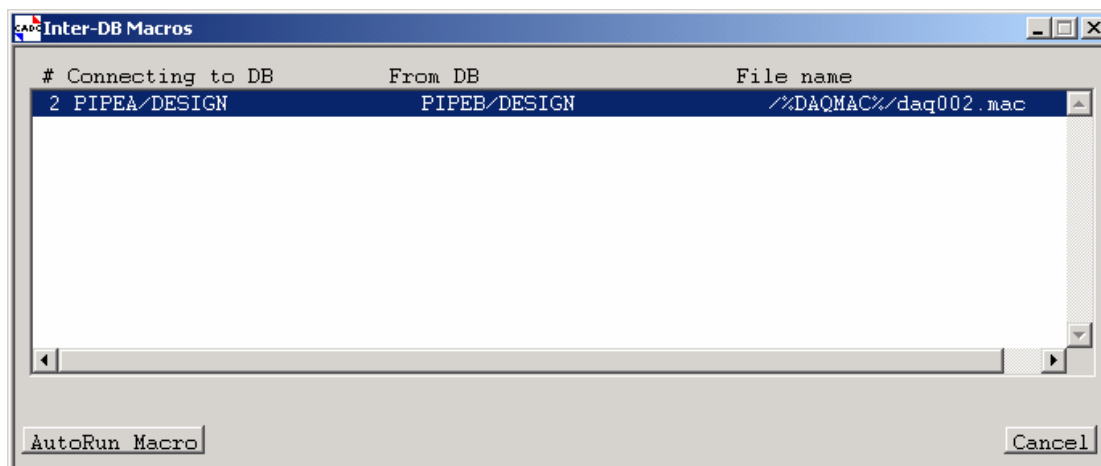 CADC Inter-DB Macros
# Connecting to DB From DB File name
2 PIPEA/DESIGN PIPEB/DESIGN /%DAQMAC%/daq002.mac
AutoRun Macro Cancel